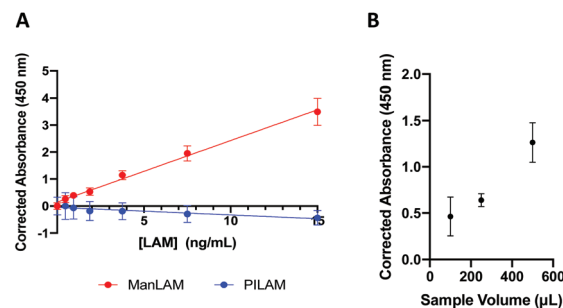 A
Corrected Absorbance (450 nm)
5
4
3
2
1
0
-1
5
10
15
[LAM] (ng/mL)
ManLAM
PILAM
B
Corrected Absorbance (450 nm)
2.0
1.5
1.0
0.5
0.0
0
200
400
600
Sample Volume (µL)